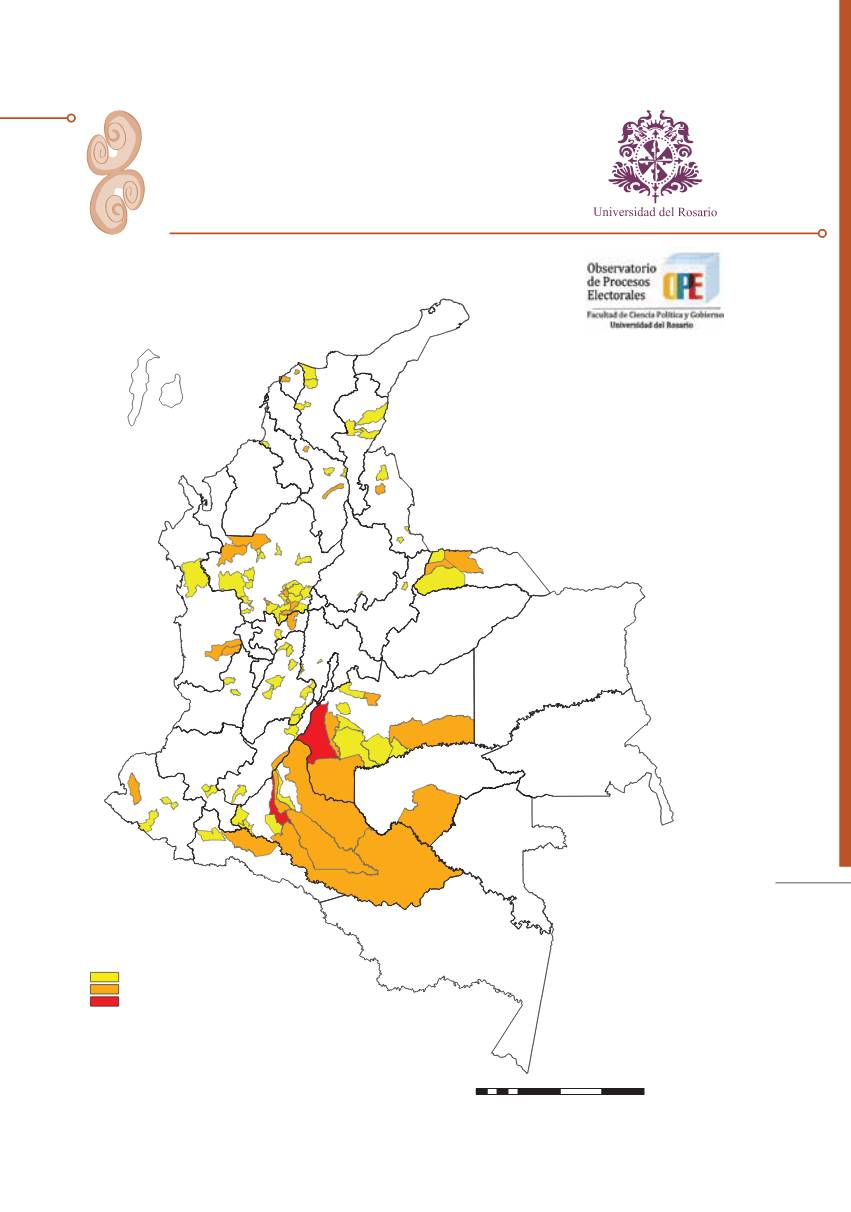 Universidad del Rosario
Observatorio
de Procesos
Electorales
OPE
Facultad de Ciencia Política y Gobierno
Universidad del Rosario